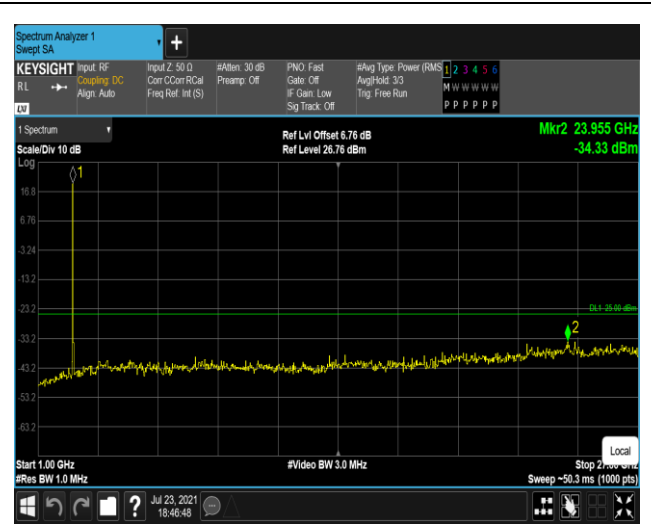 Spectrum Analyzer 1
Swept SA
+
KEYSIGHT
RL
LXI
Input: RF
Coupling: DC
Align: Auto
Input Z: 50 Ω
Corr CCorr RCal
Freq Ref: Int (S)
#Atten: 30 dB
Preamp: Off
PNO: Fast
Gate: Off
IF Gain: Low
Sig Track: Off
#Avg Type: Power (RMS
Avg|Hold: 3/3
Trig: Free Run
1 2 3 4 5 6
M W W W W W
P P P P P P
1 Spectrum
Scale/Div 10 dB
Log
Ref Lvl Offset 6.76 dB
Ref Level 26.76 dBm
Mkr2 23.955 GHz
-34.33 dBm
1
16.8
6.76
-3.24
-13.2
-23.2
DL1 -25.00 dBm
2
-33.2
-43.2
-53.2
-63.2
Local
Start 1.00 GHz
#Res BW 1.0 MHz
#Video BW 3.0 MHz
Stop 27.00 GHz
Sweep ~50.3 ms (1000 pts)
?
Jul 23, 2021
18:46:48